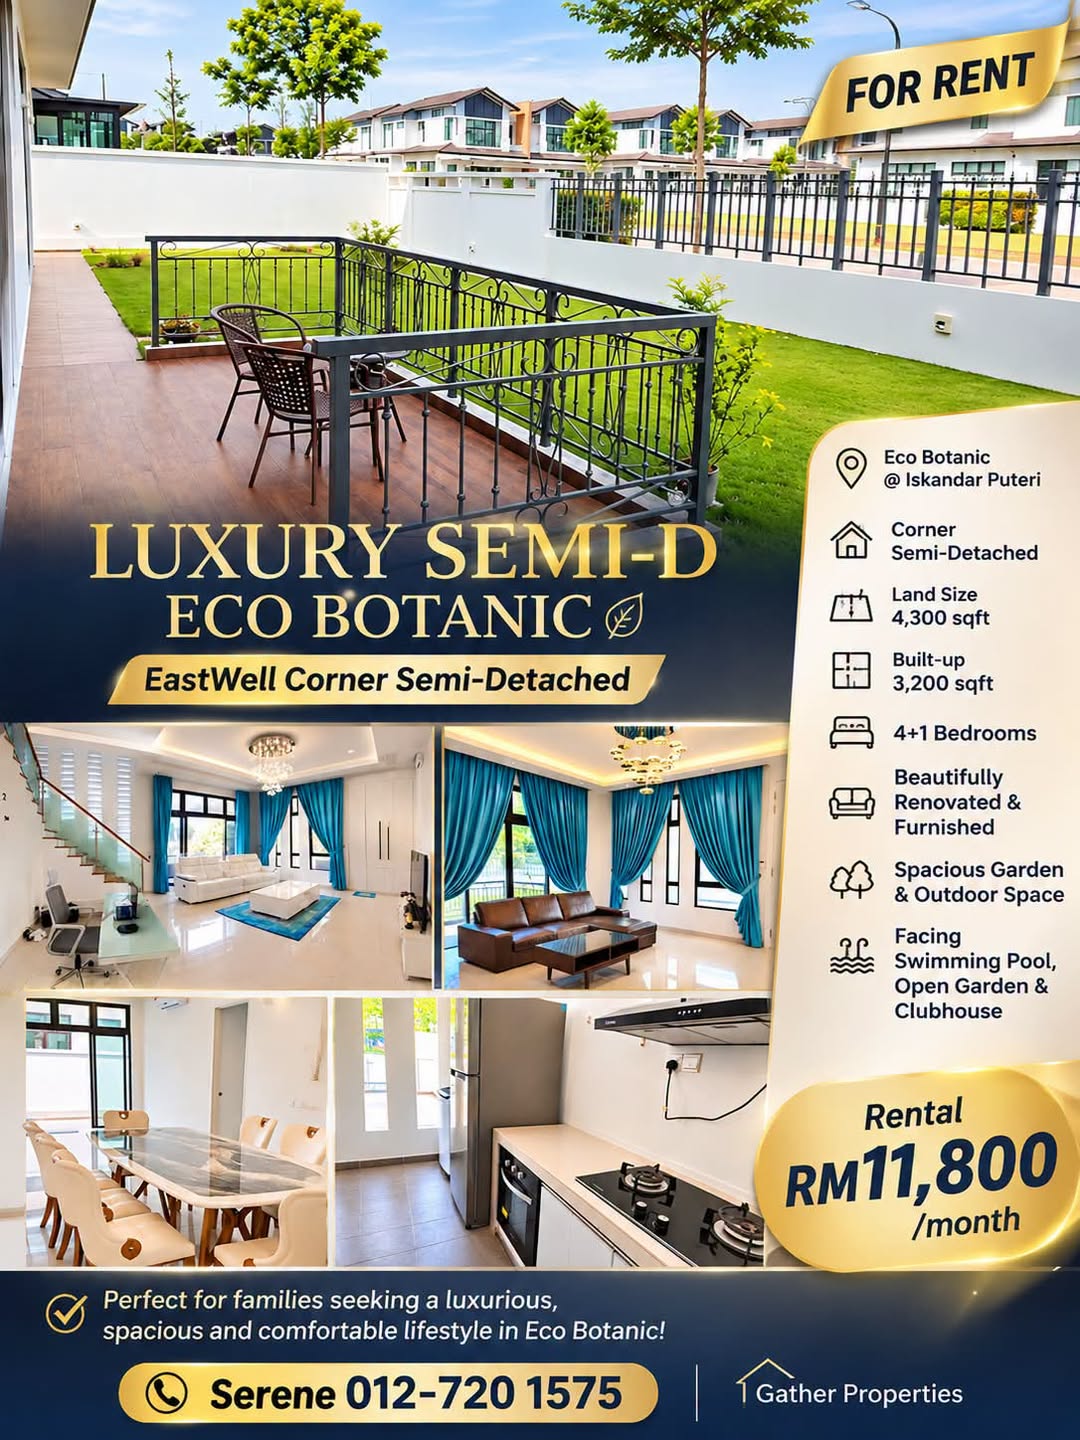 FOR RENT
LUXURY SEMI-D
ECO BOTANIC
EastWell Corner Semi-Detached
Eco Botanic
@ Iskandar Puteri
Corner
Semi-Detached
Land Size
4,300 sqft
Built-up
3,200 sqft
4+1 Bedrooms
Beautifully
Renovated &
Furnished
Spacious Garden
& Outdoor Space
Facing
Swimming Pool,
Open Garden &
Clubhouse
Rental
RM11,800
/month
Perfect for families seeking a luxurious,
spacious and comfortable lifestyle in Eco Botanic!
Serene 012-720 1575
Gather Properties